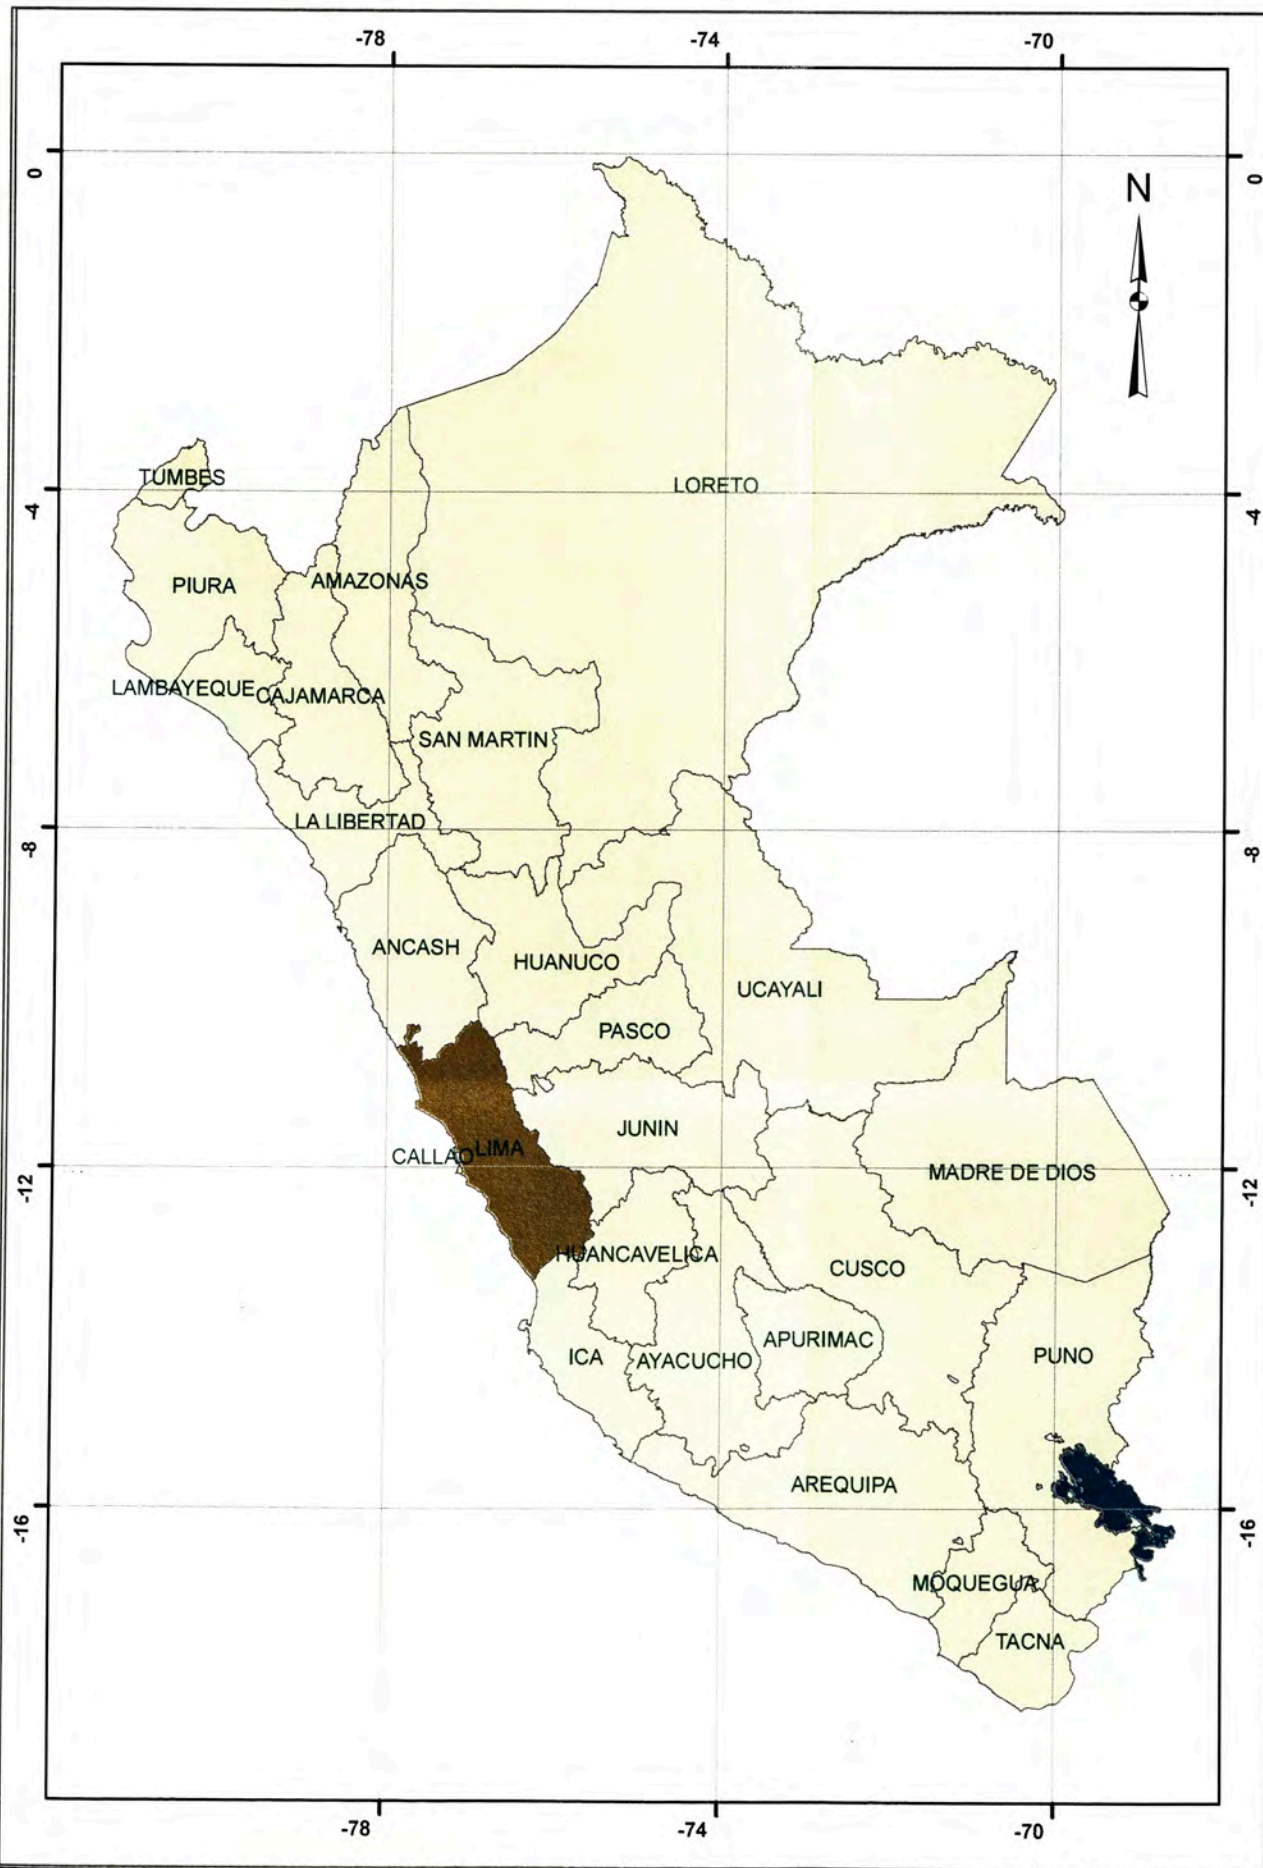 -78
-74
-70
0
0
N
TUMBES
LORETO
-4
-4
PIURA
AMAZONAS
LAMBAYEQUE
CAJAMARCA
SAN MARTIN
LA LIBERTAD
-8
-8
ANCASH
HUANUCO
UCAYALI
PASCO
JUNIN
CALLAO
LIMA
MADRE DE DIOS
-12
-12
HUANCAVELICA
CUSCO
APURIMAC
ICA
AYACUCHO
PUNO
AREQUIPA
-16
-16
MOQUEGUA
TACNA
-78
-74
-70